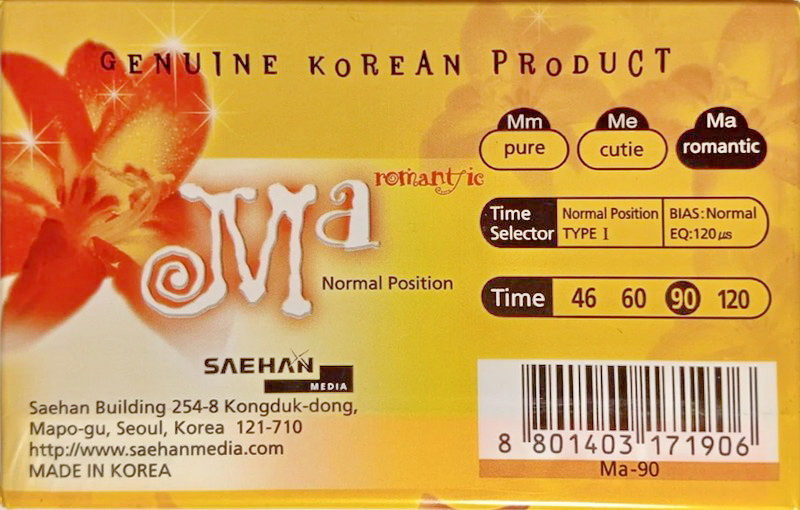 GENUINE KOREAN PRODUCT
Mm
pure
Me
cutie
Ma
romantic
Ma romantic
Normal Position
Time Selector
Normal Position
TYPE I
BIAS:Normal
EQ:120㎲
Time 46 60 90 120
SAEHAN
MEDIA
Saehan Building 254-8 Kongduk-dong,
Mapo-gu, Seoul, Korea 121-710
http://www.saehanmedia.com
MADE IN KOREA
8 801403 171906
Ma-90